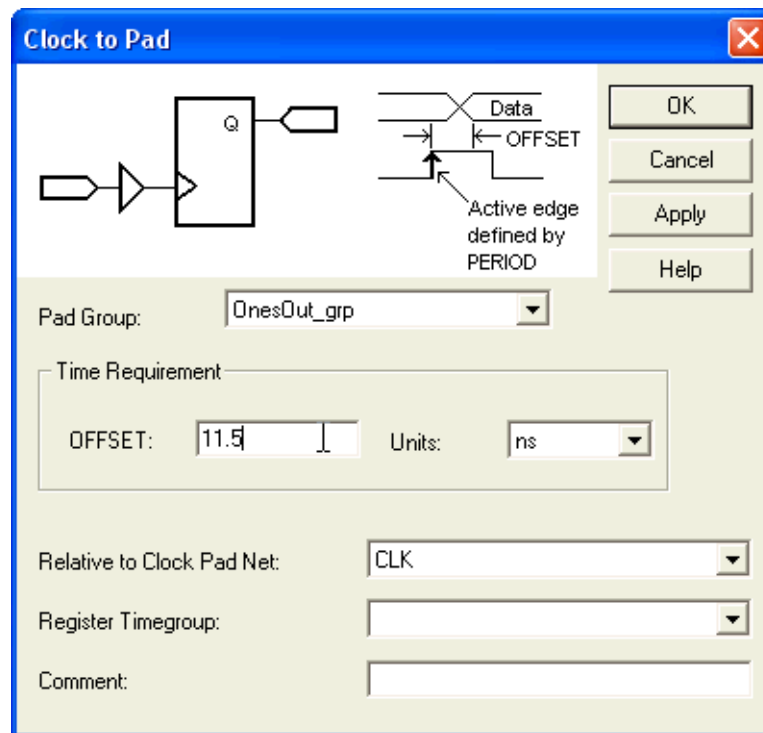 Clock to Pad
Q
Data
OFFSET
Active edge
defined by
PERIOD
OK
Cancel
Apply
Help
Pad Group: OnesOut_grp
Time Requirement
OFFSET: 11.5 Units: ns
Relative to Clock Pad Net: CLK
Register Timegroup:
Comment: